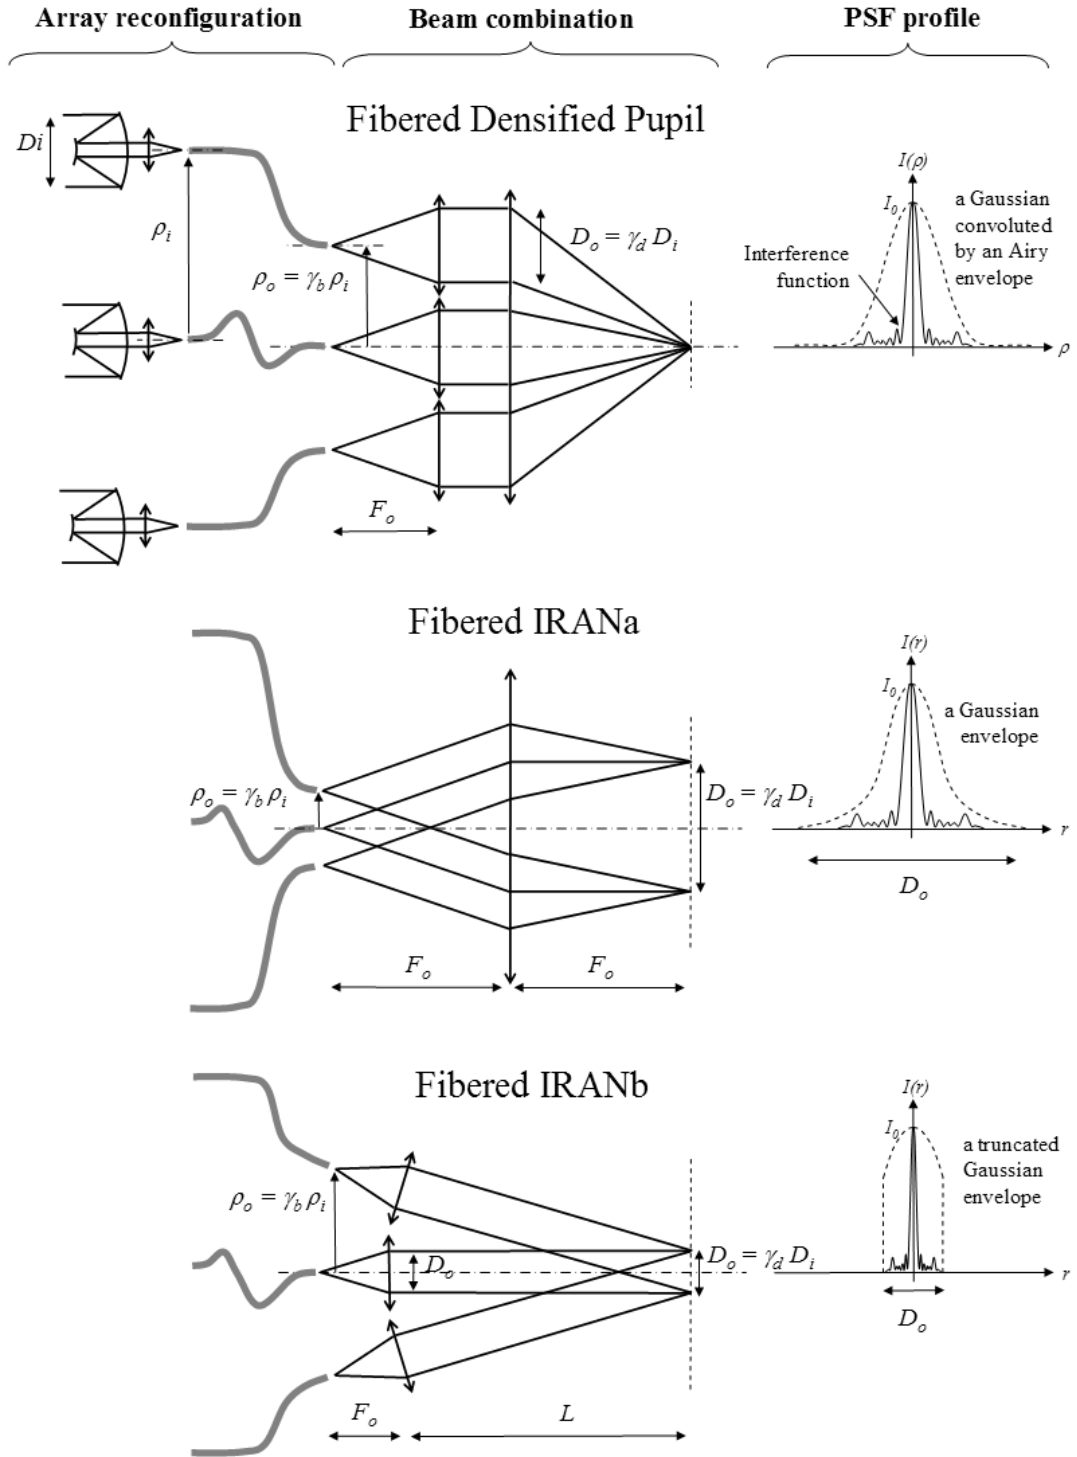 Array reconfiguration
Beam combination
PSF profile
Fibered Densified Pupil
Di
ρi
ρo = γb ρi
Do = γd Di
Fo
I(ρ)
I0
a Gaussian
convoluted
by an Airy
envelope
Interference
function
ρ
Fibered IRANa
ρo = γb ρi
Do = γd Di
Fo
Fo
I(r)
I0
a Gaussian
envelope
r
Do
Fibered IRANb
ρo = γb ρi
Do
Do = γd Di
Fo
L
I(r)
I0
a truncated
Gaussian
envelope
r
Do